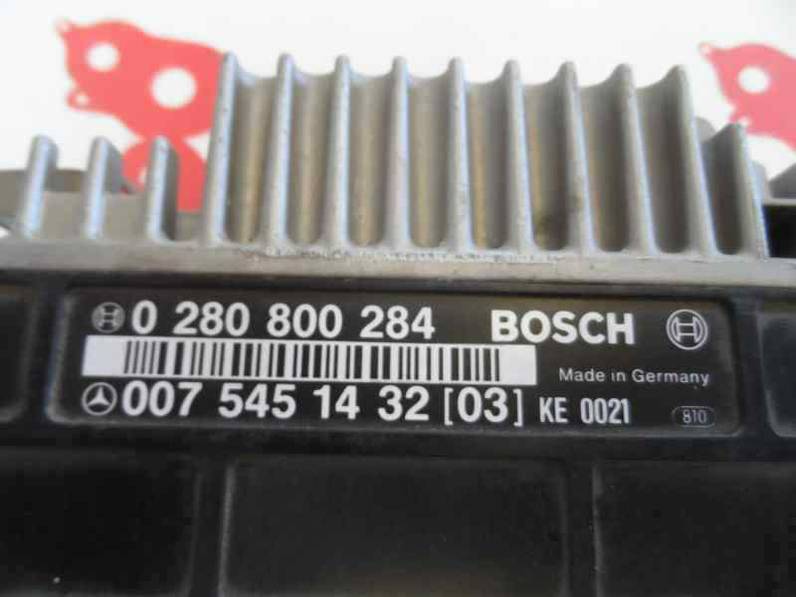 0 280 800 284 BOSCH
Made in Germany
007 545 14 32 [03] KE 0021 810